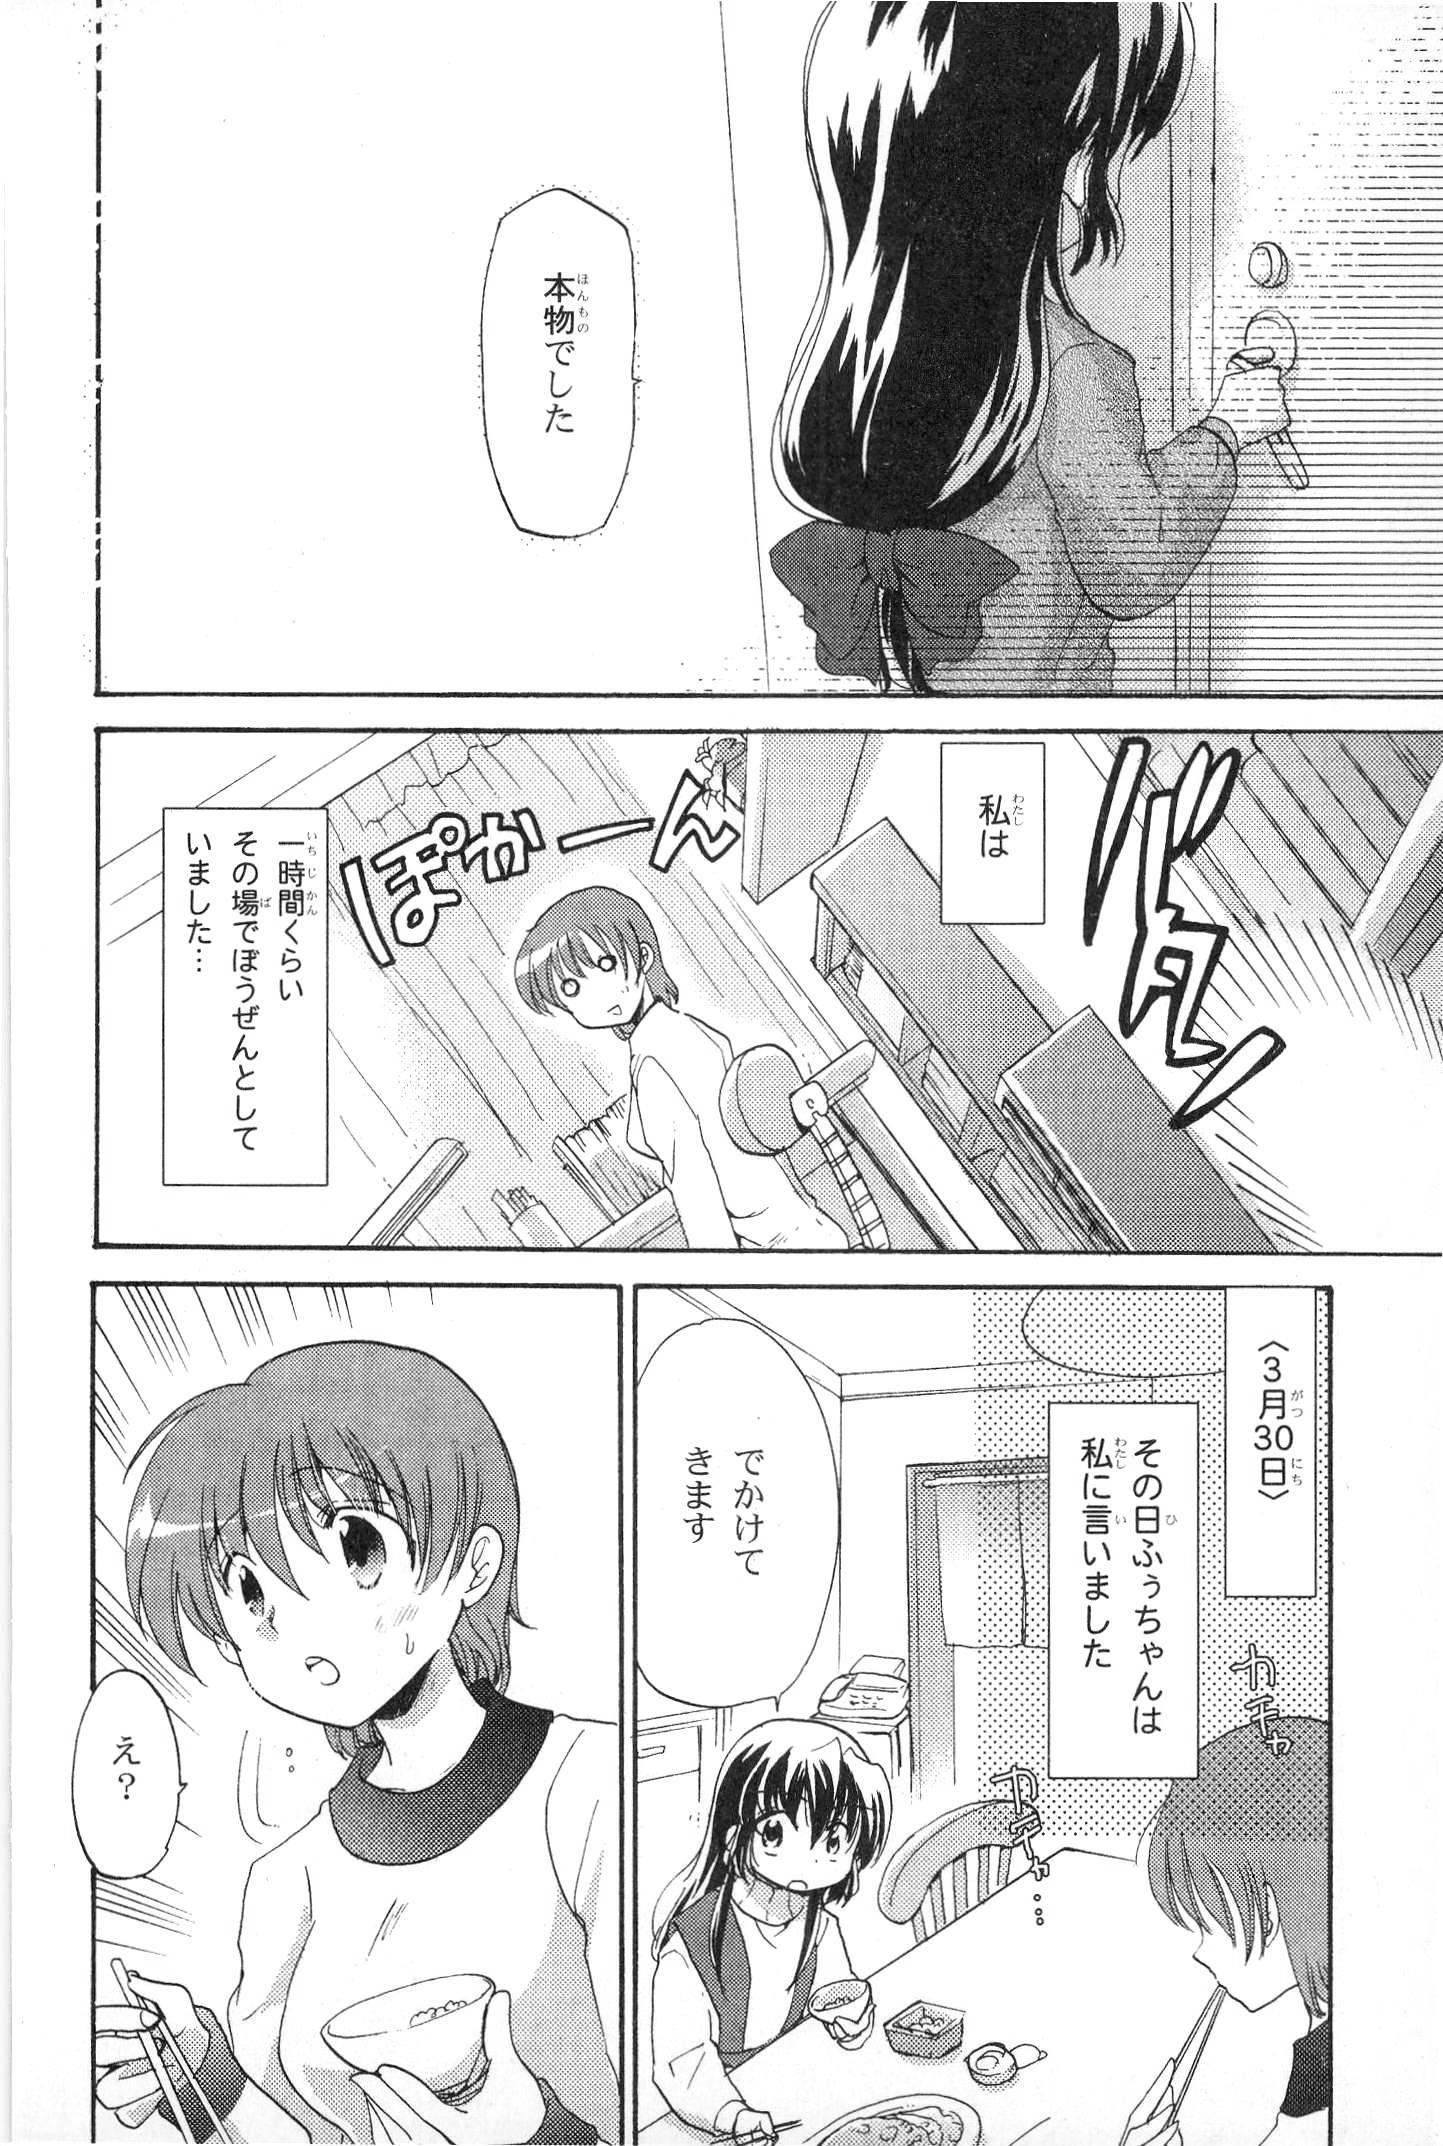 本物でした
バタン
私は
ぽかーん
一時間くらい
その場でぼうぜんとして
いました…
〈3月30日〉
その日ふぅちゃんは
私に言いました
カチャ
カチャ…
でかけて
きます
え？